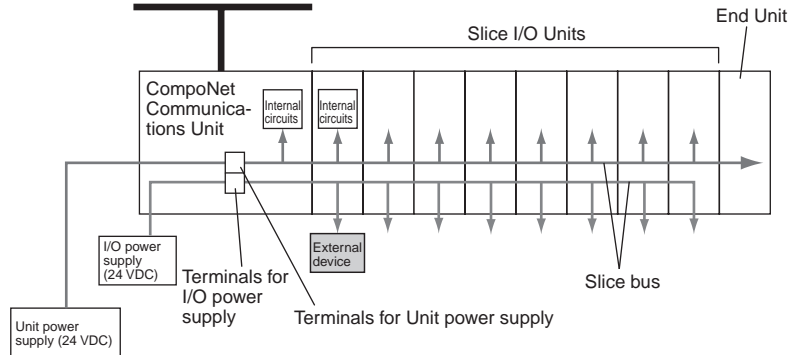 End Unit
Slice I/O Units
CompoNet
Communica-
tions Unit
Internal
circuits
Internal
circuits
I/O power
supply
(24 VDC)
External
device
Terminals for
I/O power
supply
Slice bus
Terminals for Unit power supply
Unit power
supply (24 VDC)